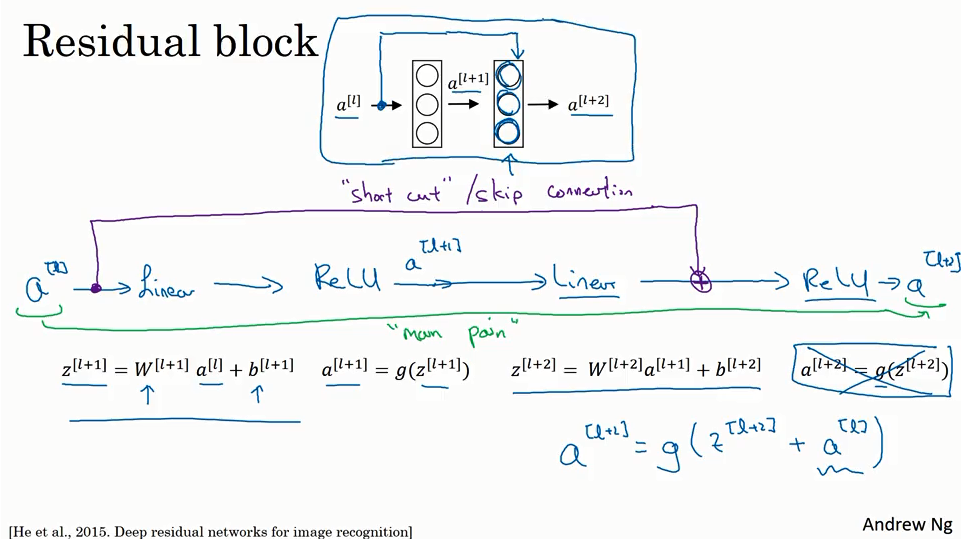 Residual block
a^[l] a^[l+1] a^[l+2]
"short cut" / skip connection
a^[l] Linear ReLU a^[l+1] Linear ReLU a^[l+2]
"main path"
z^[l+1] = W^[l+1] a^[l] + b^[l+1] a^[l+1] = g(z^[l+1]) z^[l+2] = W^[l+2] a^[l+1] + b^[l+2] a^[l+2] = g(z^[l+2])
a^[l+2] = g(z^[l+2] + a^[l])
[He et al., 2015. Deep residual networks for image recognition]
Andrew Ng